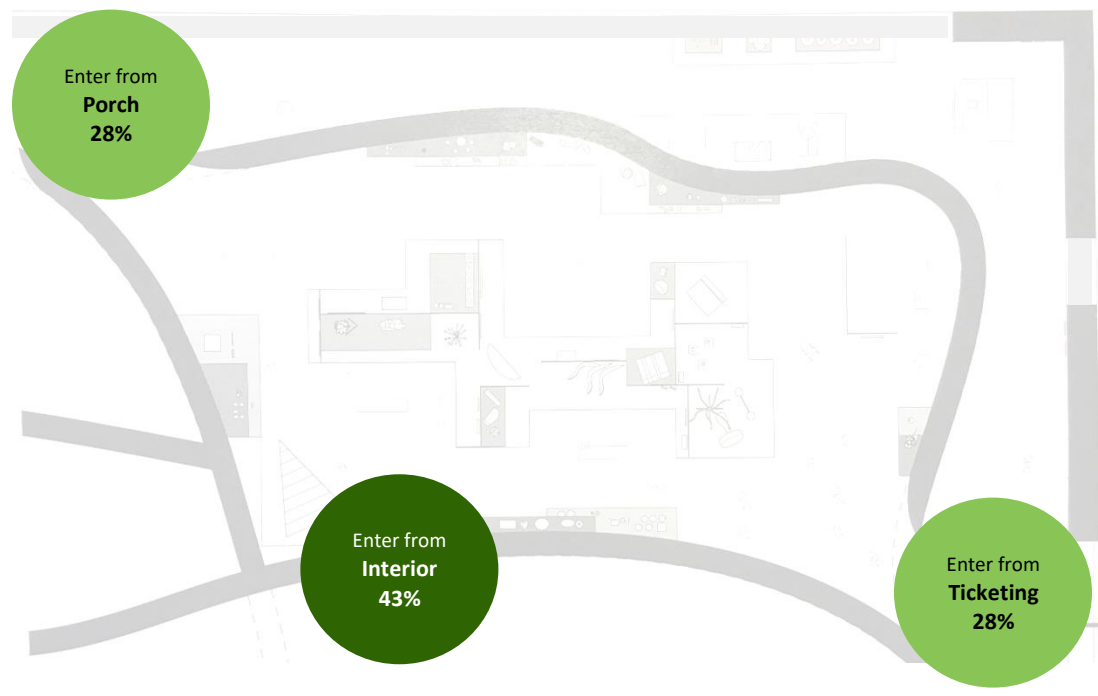 Enter from
Porch
28%
Enter from
Interior
43%
Enter from
Ticketing
28%